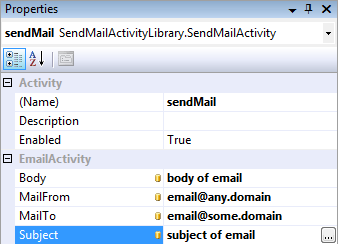 Properties
sendMail SendMailActivityLibrary.SendMailActivity
Activity
(Name) sendMail
Description
Enabled True
EmailActivity
Body body of email
MailFrom email@any.domain
MailTo email@some.domain
Subject subject of email ...